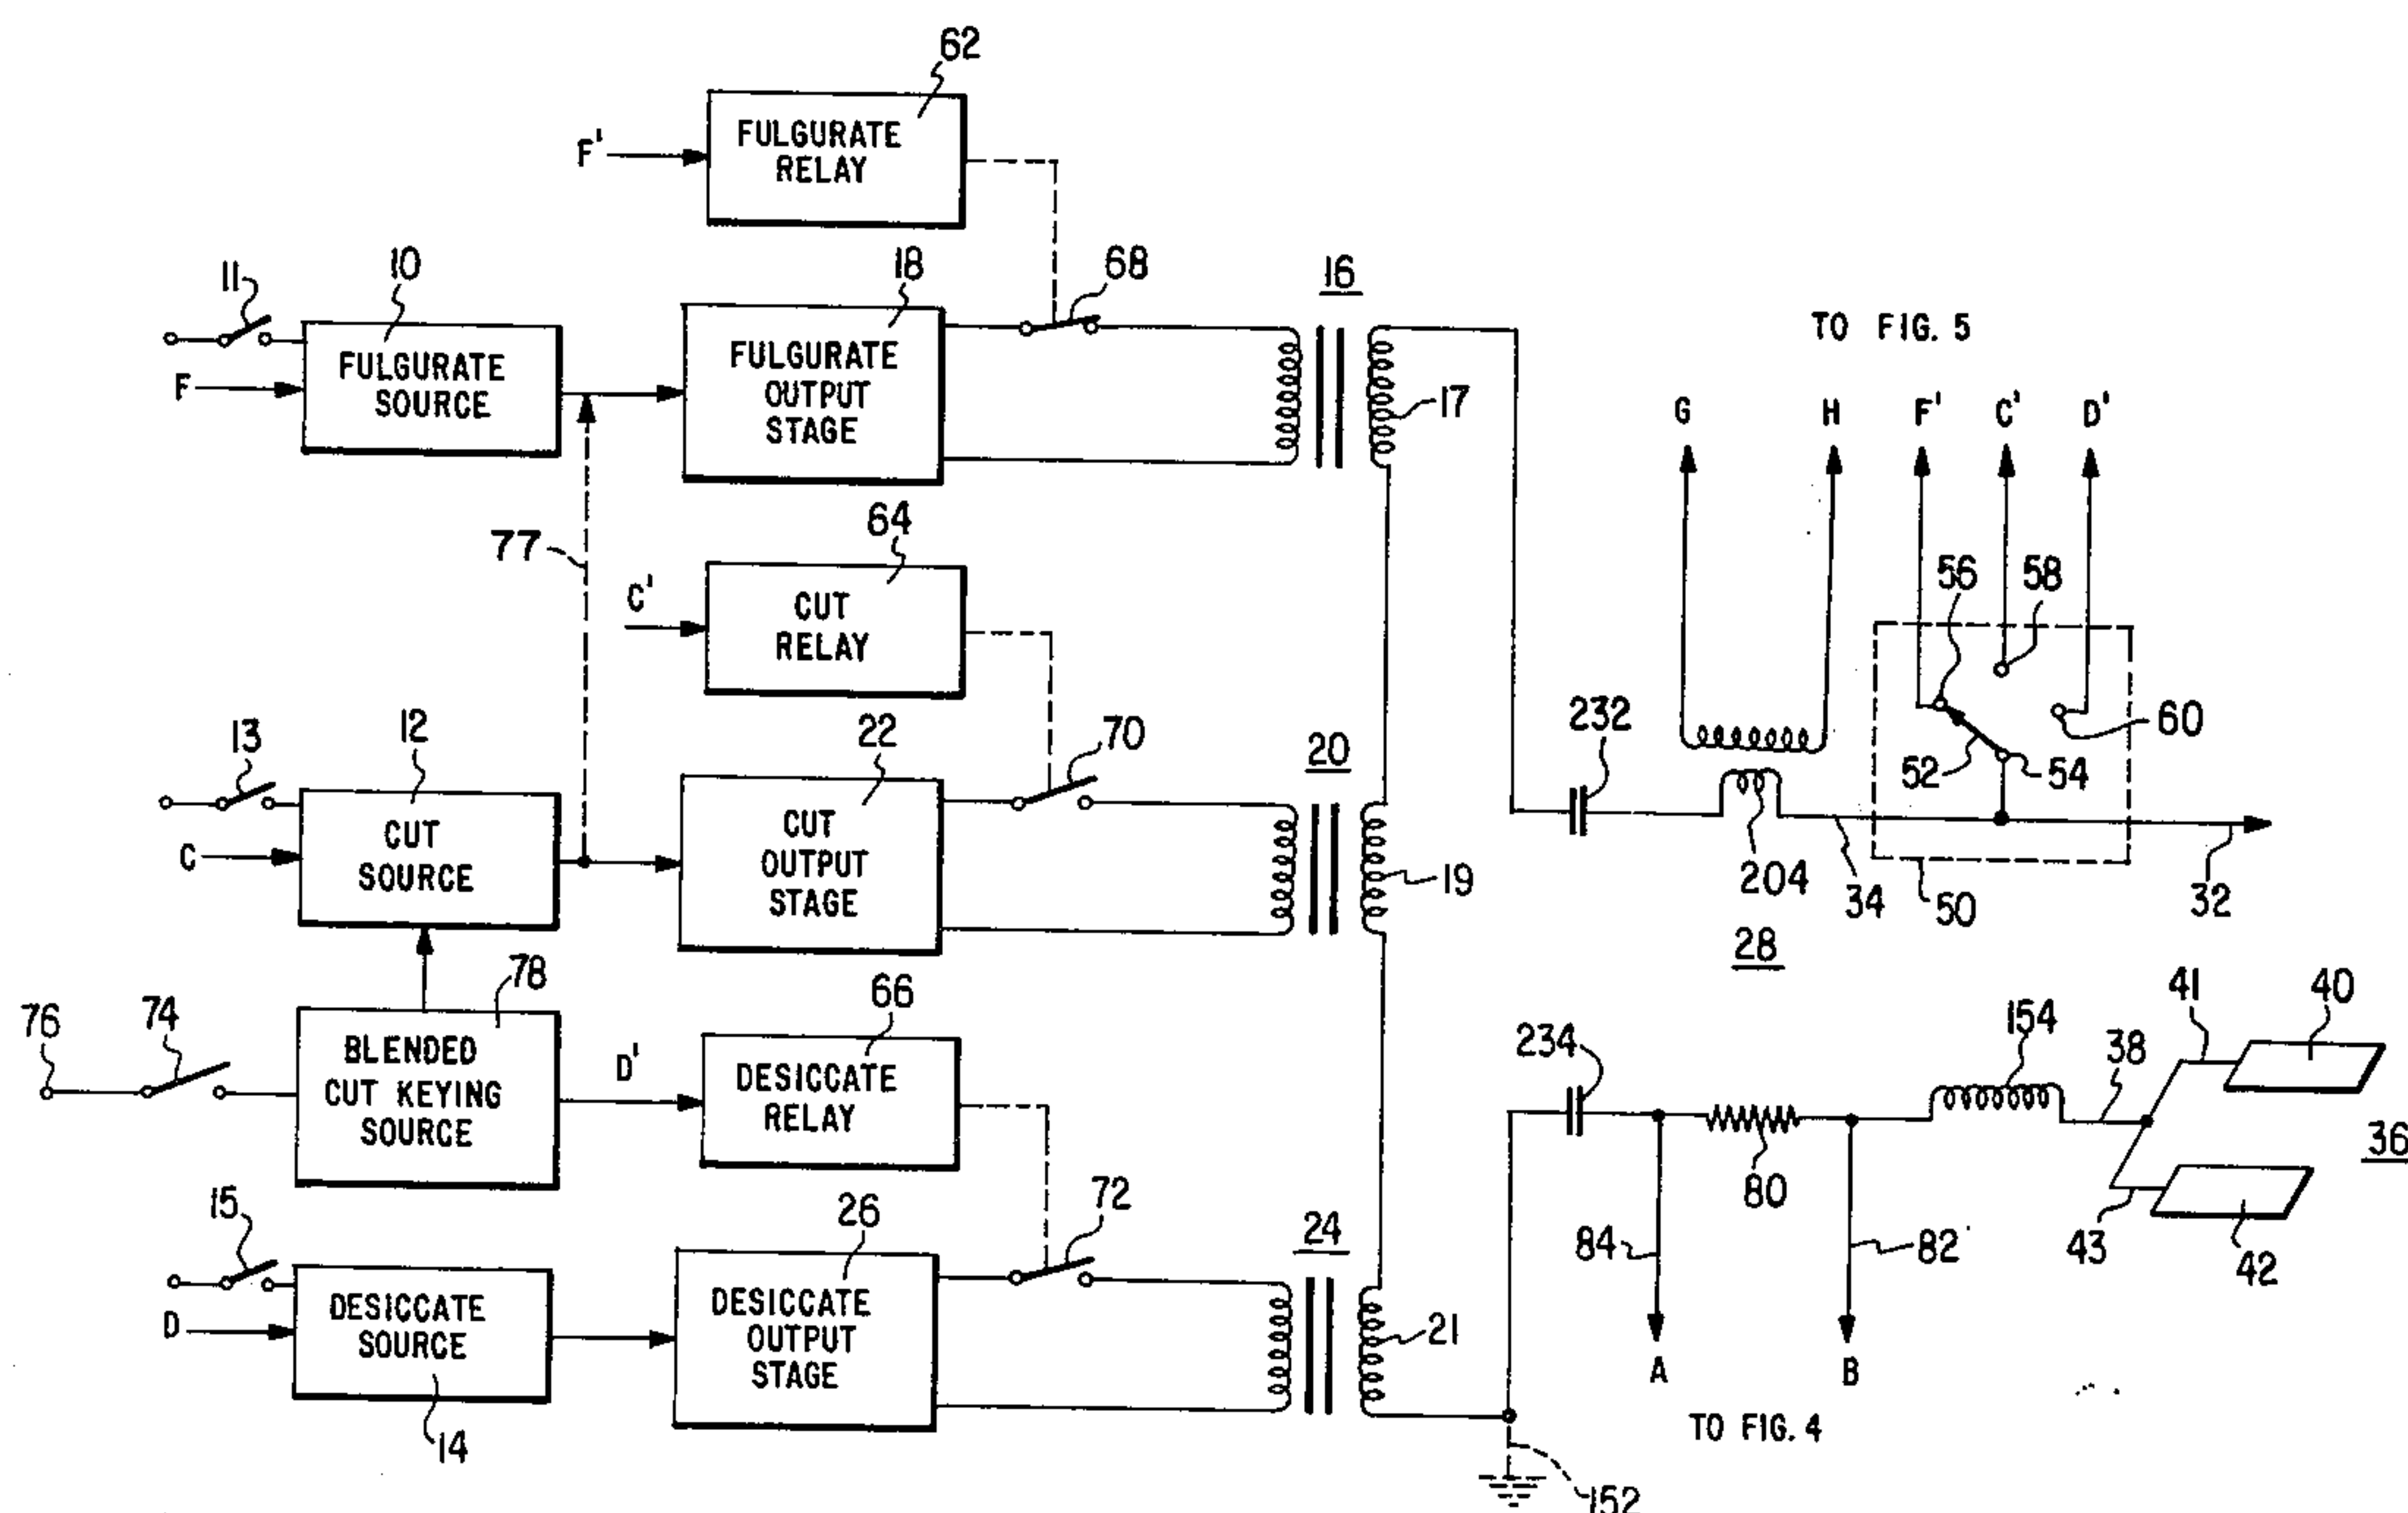 62
F'
FULGURATE
RELAY
11
10
18
68
16
TO FIG. 5
F
FULGURATE
SOURCE
FULGURATE
OUTPUT
STAGE
17
G
H
F'
C'
D'
77
64
C'
CUT
RELAY
56
58
13
12
22
70
20
232
60
52
54
C
CUT
SOURCE
CUT
OUTPUT
STAGE
19
204
34
50
32
28
76
74
78
66
BLENDED
CUT KEYING
SOURCE
D'
DESICCATE
RELAY
234
154
38
41
40
36
80
84
82
43
42
15
26
72
24
D
DESICCATE
SOURCE
DESICCATE
OUTPUT
STAGE
21
A
B
14
TO FIG. 4
152